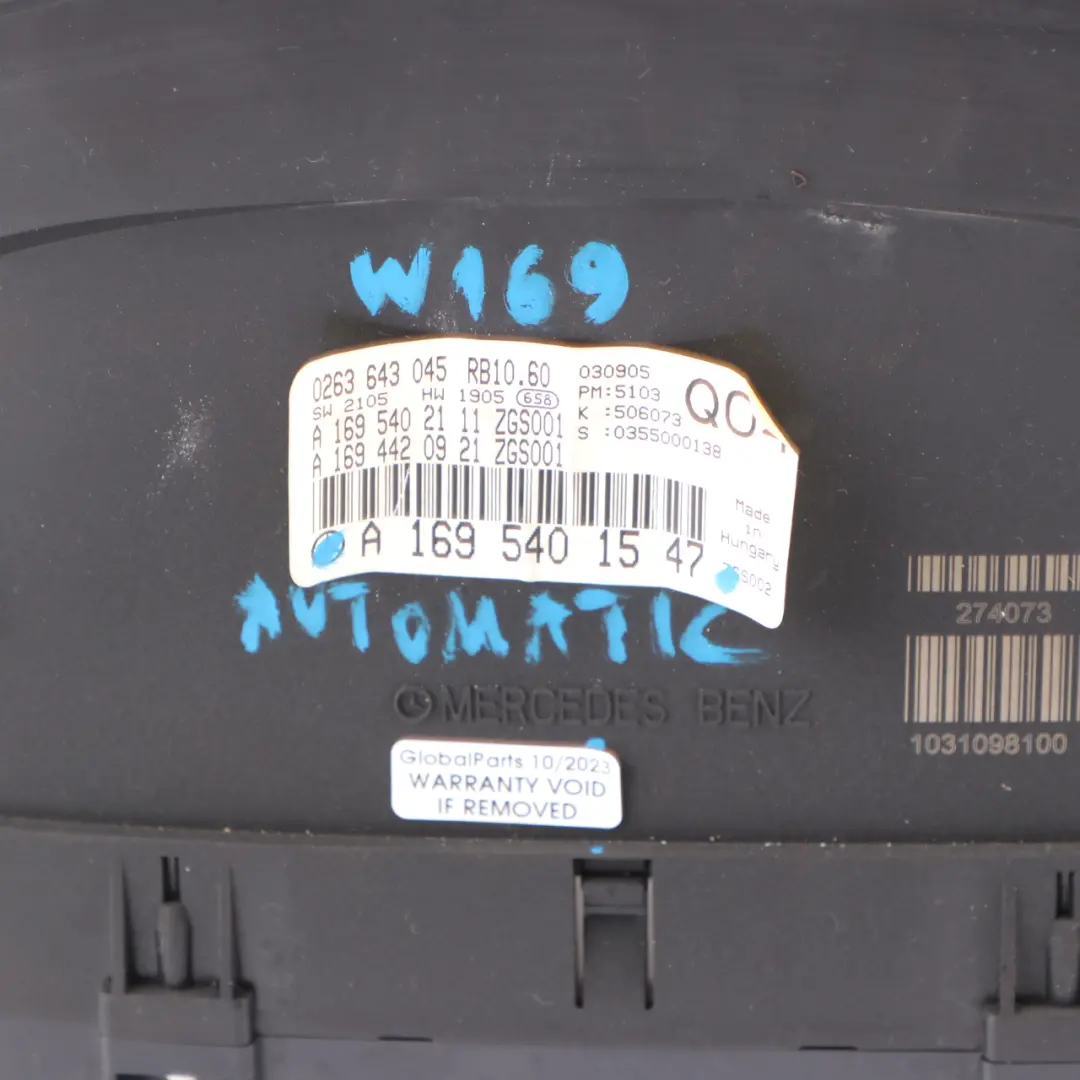 W169
0263 643 045 RB10.60
SW 2105 HW 1905 658
A 169 540 21 11 ZGS001
A 169 442 09 21 ZGS001
030905
PM:5103
K :506073
S :0355000138
Made
in
Hungary
A 169 540 15 47
AUTOMATIC
MERCEDES BENZ
274073
1031098100
GlobalParts 10/2023
WARRANTY VOID
IF REMOVED